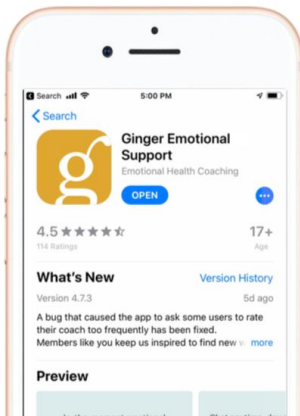 Search
5:00 PM
Search
g
Ginger Emotional
Support
Emotional Health Coaching
OPEN
4.5
17+
114 Ratings
Age
What's New
Version History
Version 4.7.3
5d ago
A bug that caused the app to ask some users to rate
their coach too frequently has been fixed.
Members like you keep us inspired to find new more
Preview